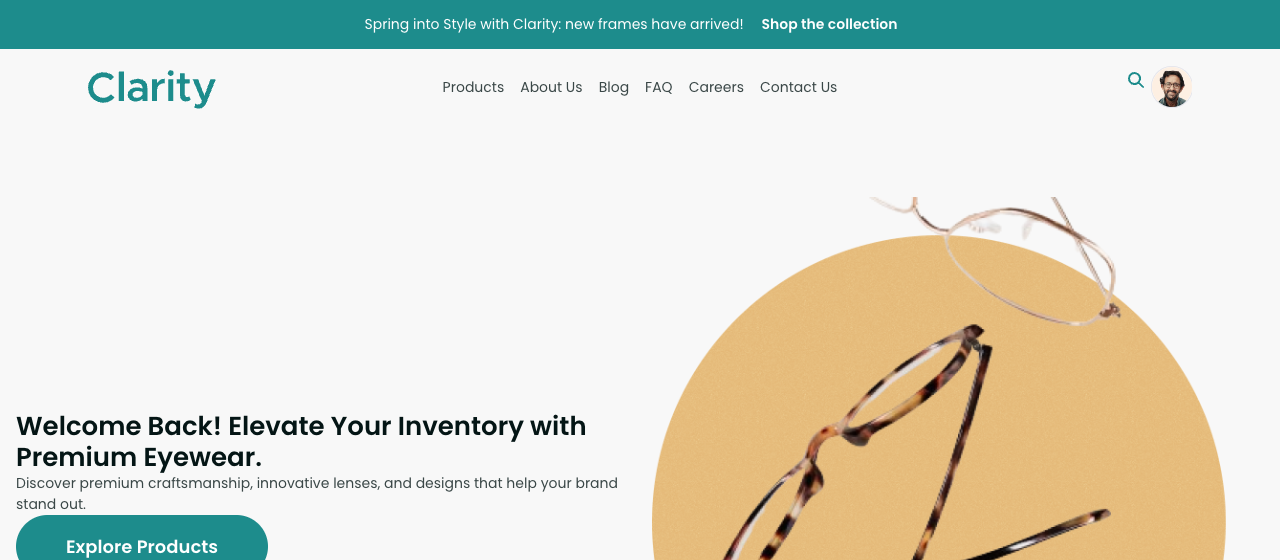 Spring into Style with Clarity: new frames have arrived! Shop the collection
Clarity
Products About Us Blog FAQ Careers Contact Us
Welcome Back! Elevate Your Inventory with
Premium Eyewear.
Discover premium craftsmanship, innovative lenses, and designs that help your brand
stand out.
Explore Products